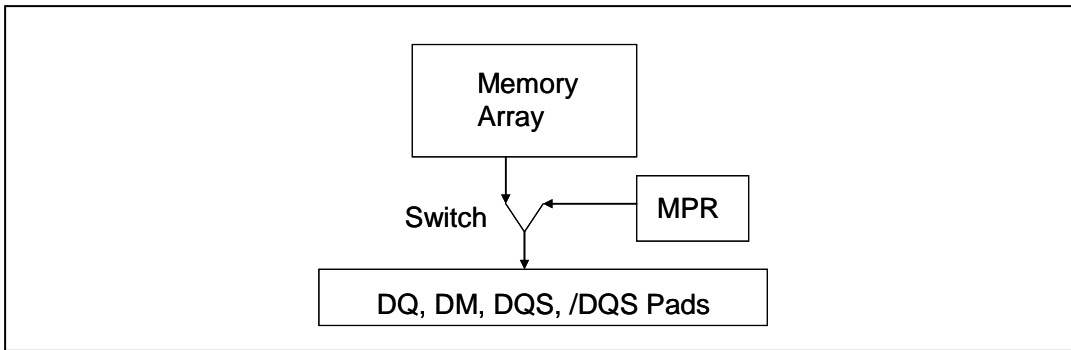 Memory
Array
Switch
MPR
DQ, DM, DQS, /DQS Pads